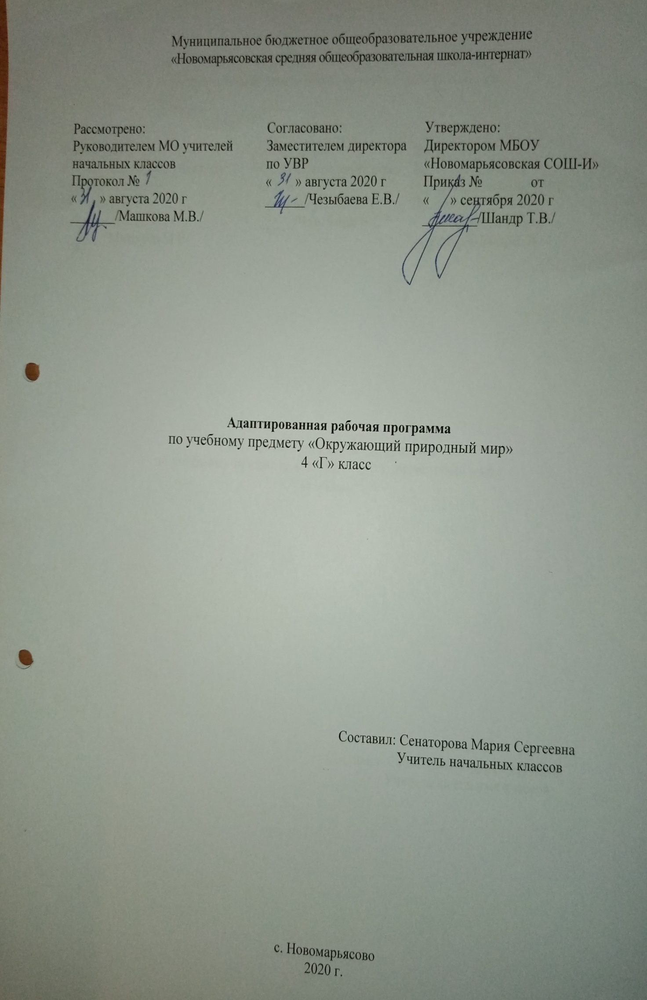 Муниципальное бюджетное общеобразовательное учреждение
«Новомарьясовская средняя общеобразовательная школа-интернат»
Рассмотрено:
Руководителем МО учителей
начальных классов
Протокол № 1
«31» августа 2020 г
/Машкова М.В./
Согласовано:
Заместителем директора
по УВР
« 31 » августа 2020 г
/Чезыбаева Е.В./
Утверждено:
Директором МБОУ
«Новомарьясовская СОШ-И»
Приказ № от
« » сентября 2020 г
/Шандр Т.В./
Адаптированная рабочая программа
по учебному предмету «Окружающий природный мир»
4 «Г» класс
Составил: Сенаторова Мария Сергеевна
Учитель начальных классов
с. Новомарьясово
2020 г.